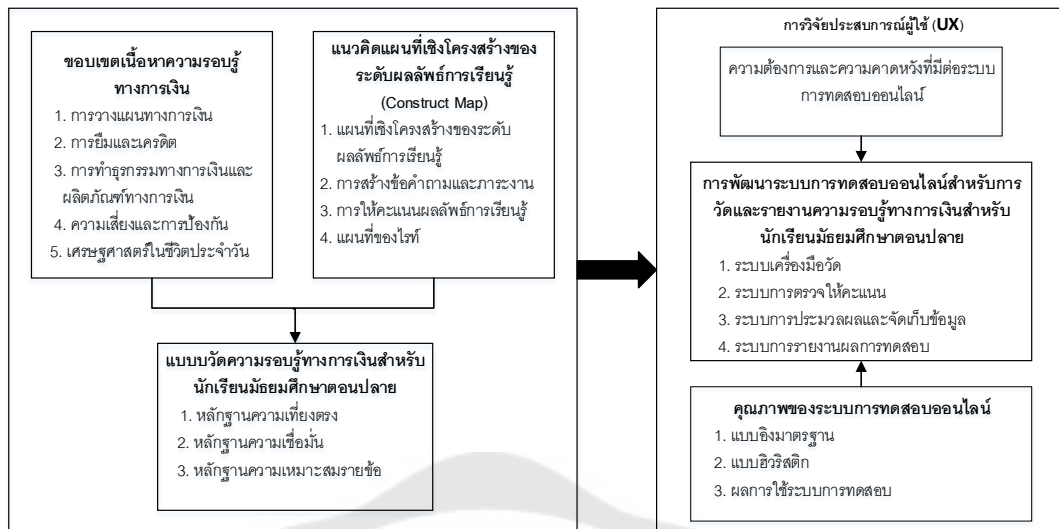 ขอบเขตเนื้อหาความรอบรู้
ทางการเงิน
1. การวางแผนทางการเงิน
2. การยืมและเครดิต
3. การทำธุรกรรมทางการเงินและ
ผลิตภัณฑ์ทางการเงิน
4. ความเสี่ยงและการป้องกัน
5. เศรษฐศาสตร์ในชีวิตประจำวัน
แนวคิดแผนที่เชิงโครงสร้างของ
ระดับผลลัพธ์การเรียนรู้
(Construct Map)
1. แผนที่เชิงโครงสร้างของระดับ
ผลลัพธ์การเรียนรู้
2. การสร้างข้อคำถามและภาระงาน
3. การให้คะแนนผลลัพธ์การเรียนรู้
4. แผนที่ของไรท์
แบบบวัดความรอบรู้ทางการเงินสำหรับ
นักเรียนมัธยมศึกษาตอนปลาย
1. หลักฐานความเที่ยงตรง
2. หลักฐานความเชื่อมั่น
3. หลักฐานความเหมาะสมรายข้อ
การวิจัยประสบการณ์ผู้ใช้ (UX)
ความต้องการและความคาดหวังที่มีต่อระบบ
การทดสอบออนไลน์
การพัฒนาระบบการทดสอบออนไลน์สำหรับการ
วัดและรายงานความรอบรู้ทางการเงินสำหรับ
นักเรียนมัธยมศึกษาตอนปลาย
1. ระบบเครื่องมือวัด
2. ระบบการตรวจให้คะแนน
3. ระบบการประมวลผลและจัดเก็บข้อมูล
4. ระบบการรายงานผลการทดสอบ
คุณภาพของระบบการทดสอบออนไลน์
1. แบบอิงมาตรฐาน
2. แบบฮิวริสติก
3. ผลการใช้ระบบการทดสอบ